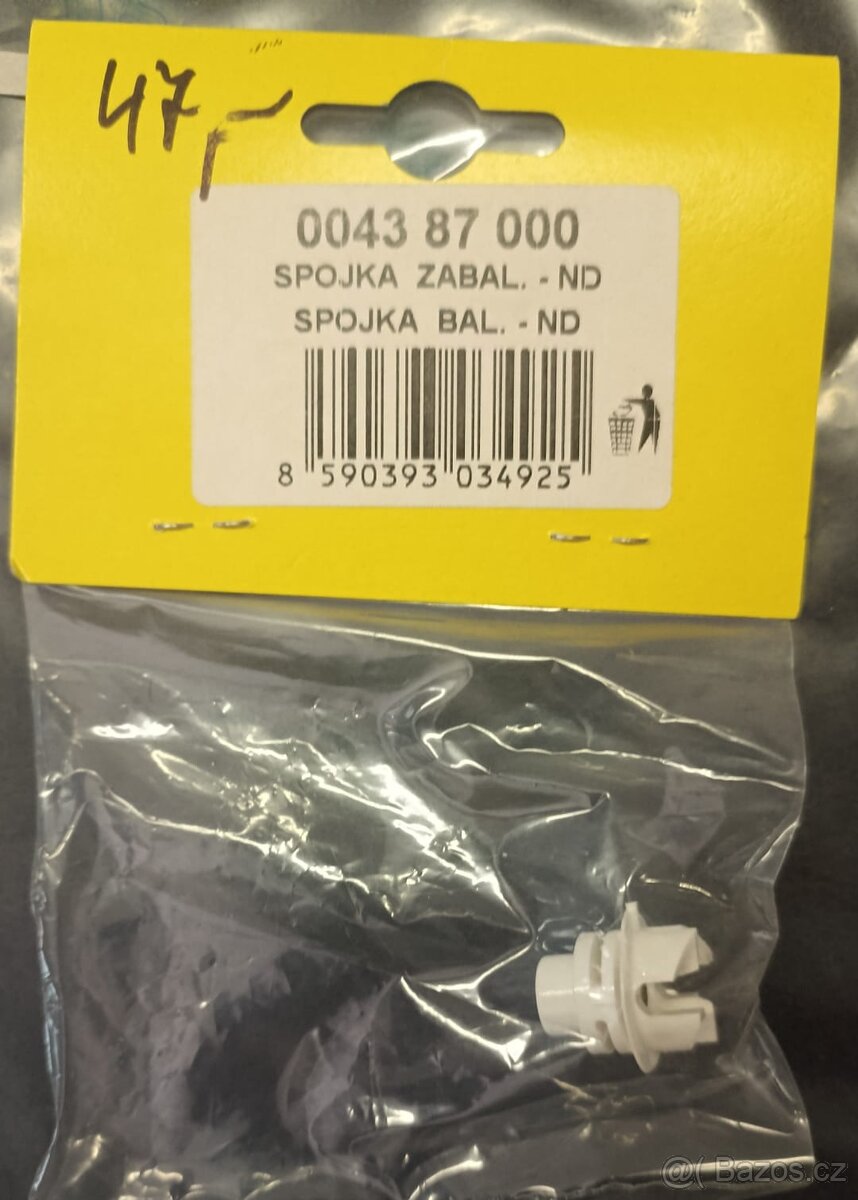 47,-
0043 87 000
SPOJKA ZABAL. - ND
SPOJKA BAL. - ND
8 590393 034925
@( Bazos.cz